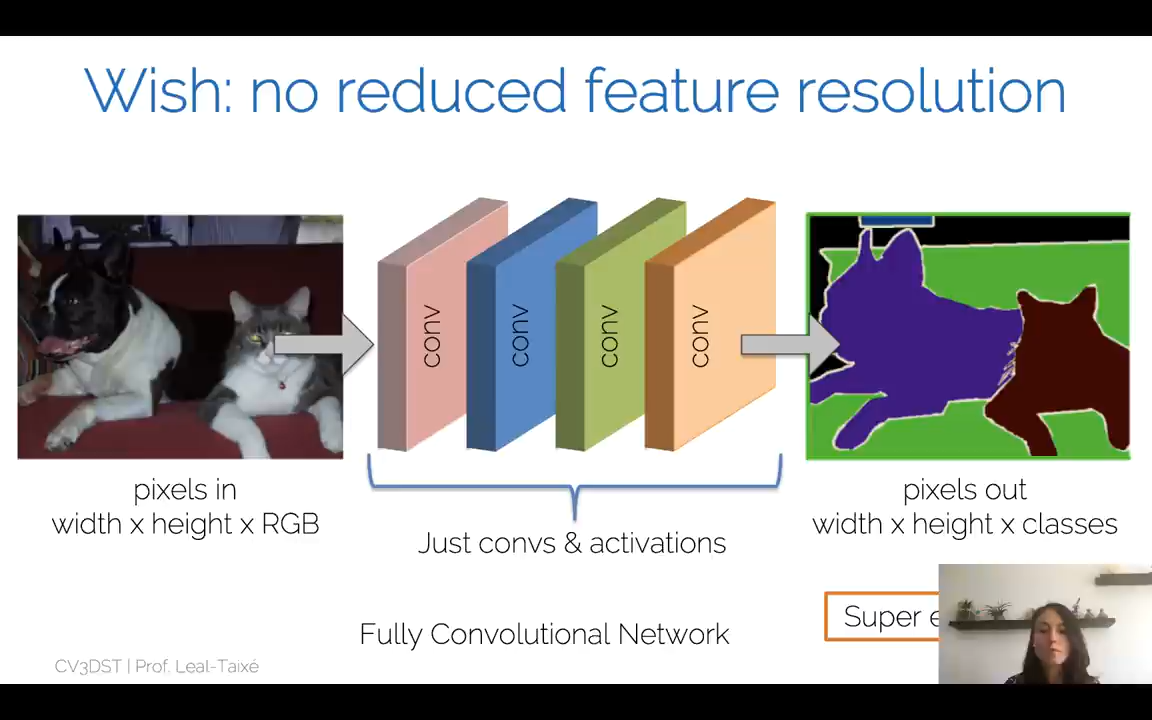 Wish: no reduced feature resolution
conv
conv
conv
conv
pixels in
width x height x RGB
pixels out
width x height x classes
Just convs & activations
Super
Fully Convolutional Network
CV3DST | Prof. Leal-Taixé